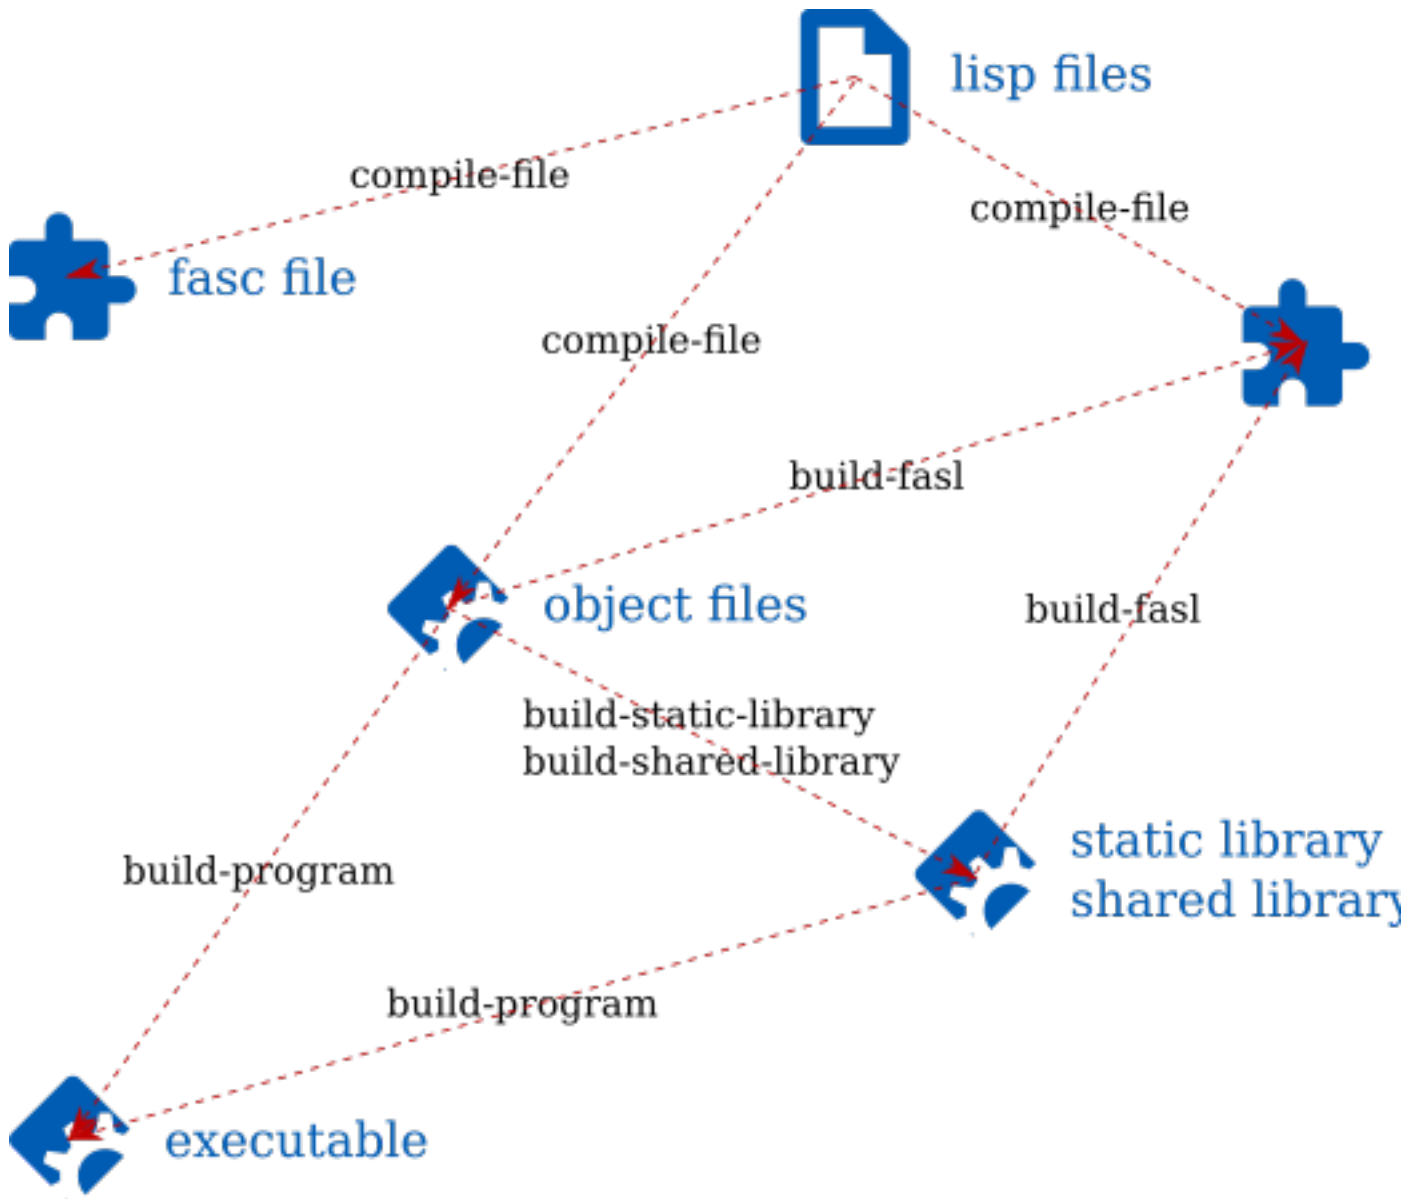 lisp files
compile-file
compile-file
fasc file
compile-file
build-fasl
object files
build-fasl
build-static-library
build-shared-library
static library
build-program
shared library
build-program
executable